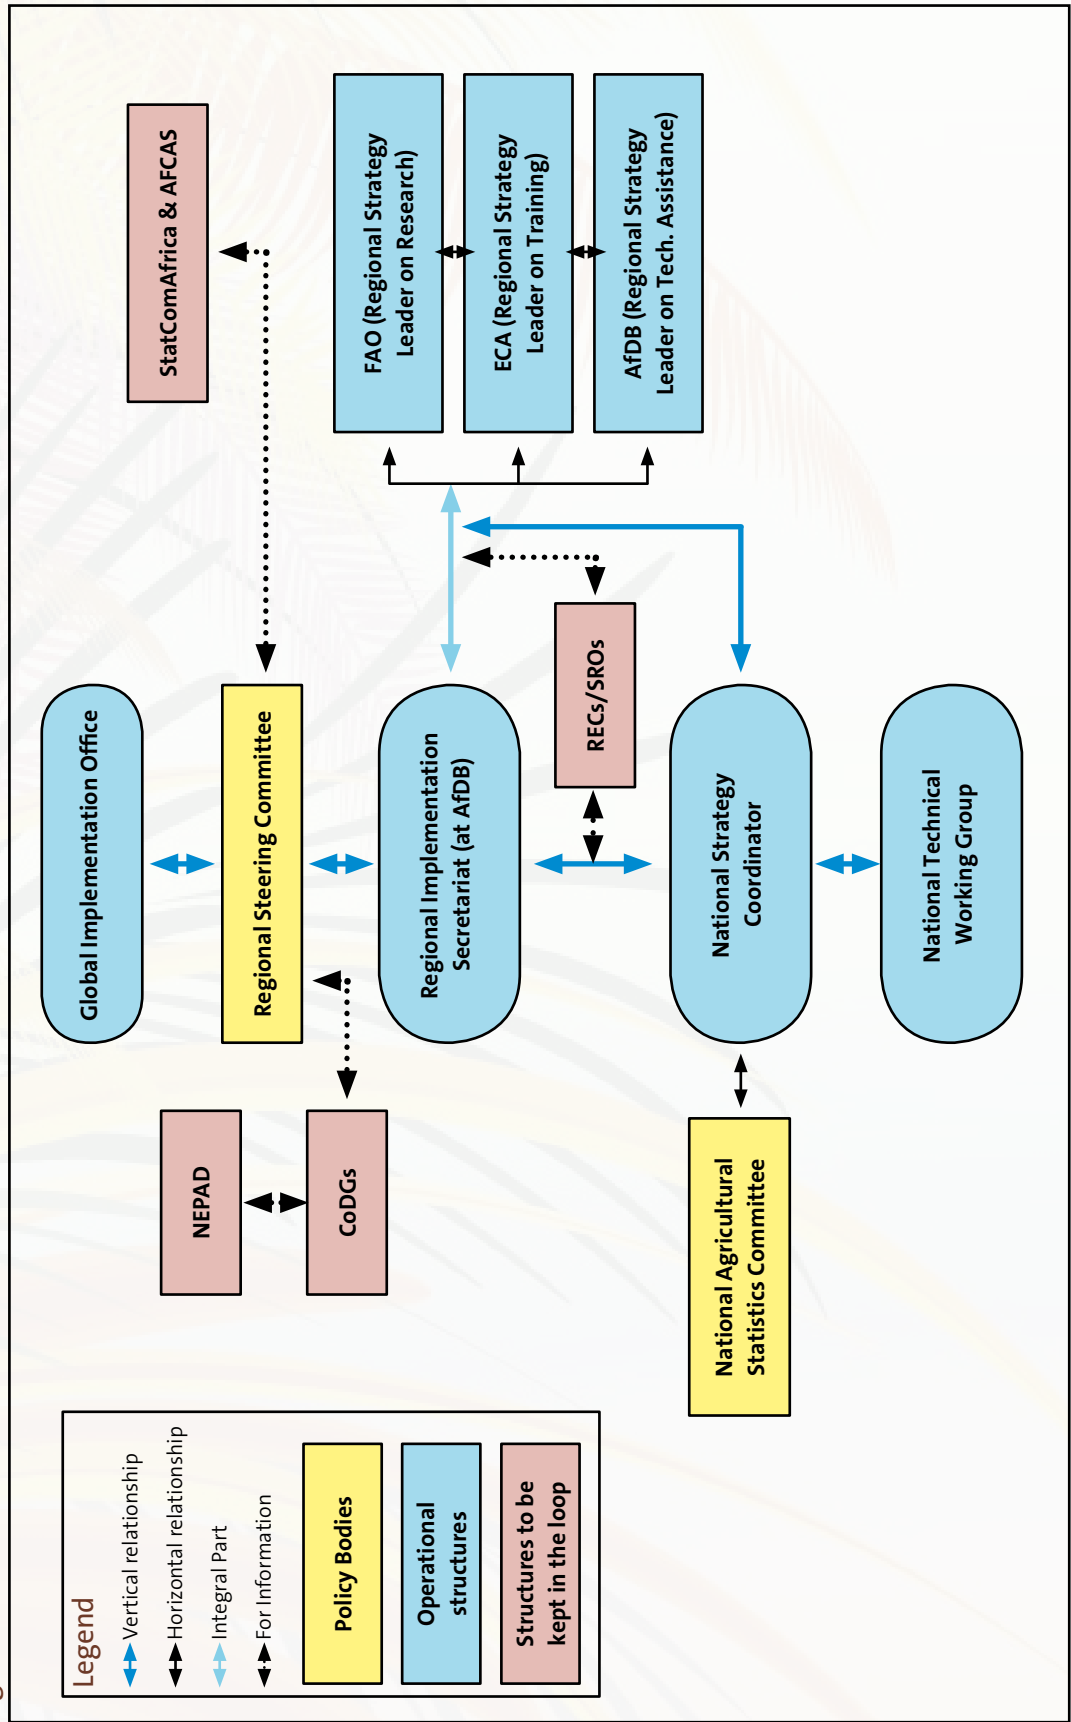 Legend
Vertical relationship
Horizontal relationship
Integral Part
For Information
Policy Bodies
Operational
structures
Structures to be
kept in the loop
Global Implementation Office
StatComAfrica & AFCAS
NEPAD
Regional Steering Committee
CoDGs
Regional Implementation
Secretariat (at AfDB)
FAO (Regional Strategy
Leader on Research)
ECA (Regional Strategy
Leader on Training)
AfDB (Regional Strategy
Leader on Tech. Assistance)
RECs/SROs
National Agricultural
Statistics Committee
National Strategy
Coordinator
National Technical
Working Group